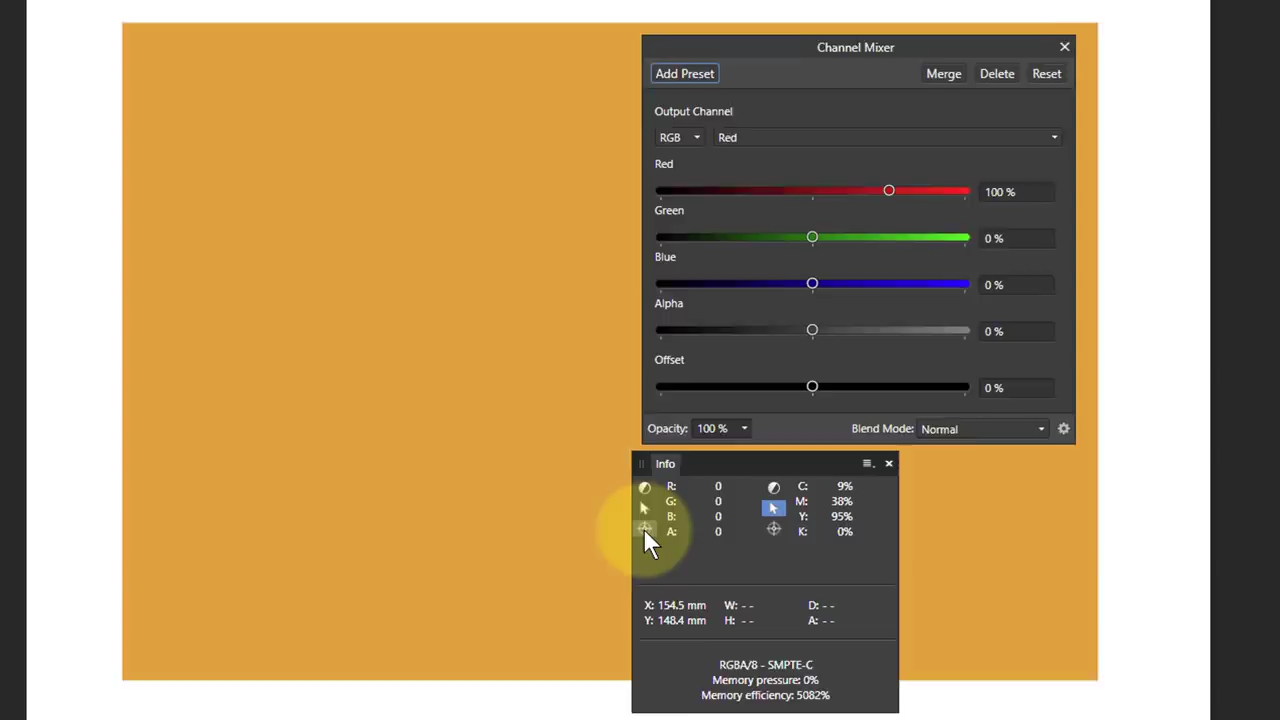 Channel Mixer
Add Preset Merge Delete Reset
Output Channel
RGB Red
Red
100 %
Green
0 %
Blue
0 %
Alpha
0 %
Offset
0 %
Opacity: 100 % Blend Mode: Normal
Info
R: 0 C: 9%
G: 0 M: 38%
B: 0 Y: 95%
A: 0 K: 0%
X: 154.5 mm W: - - D: - -
Y: 148.4 mm H: - - A: - -
RGBA/8 - SMPTE-C
Memory pressure: 0%
Memory efficiency: 5082%